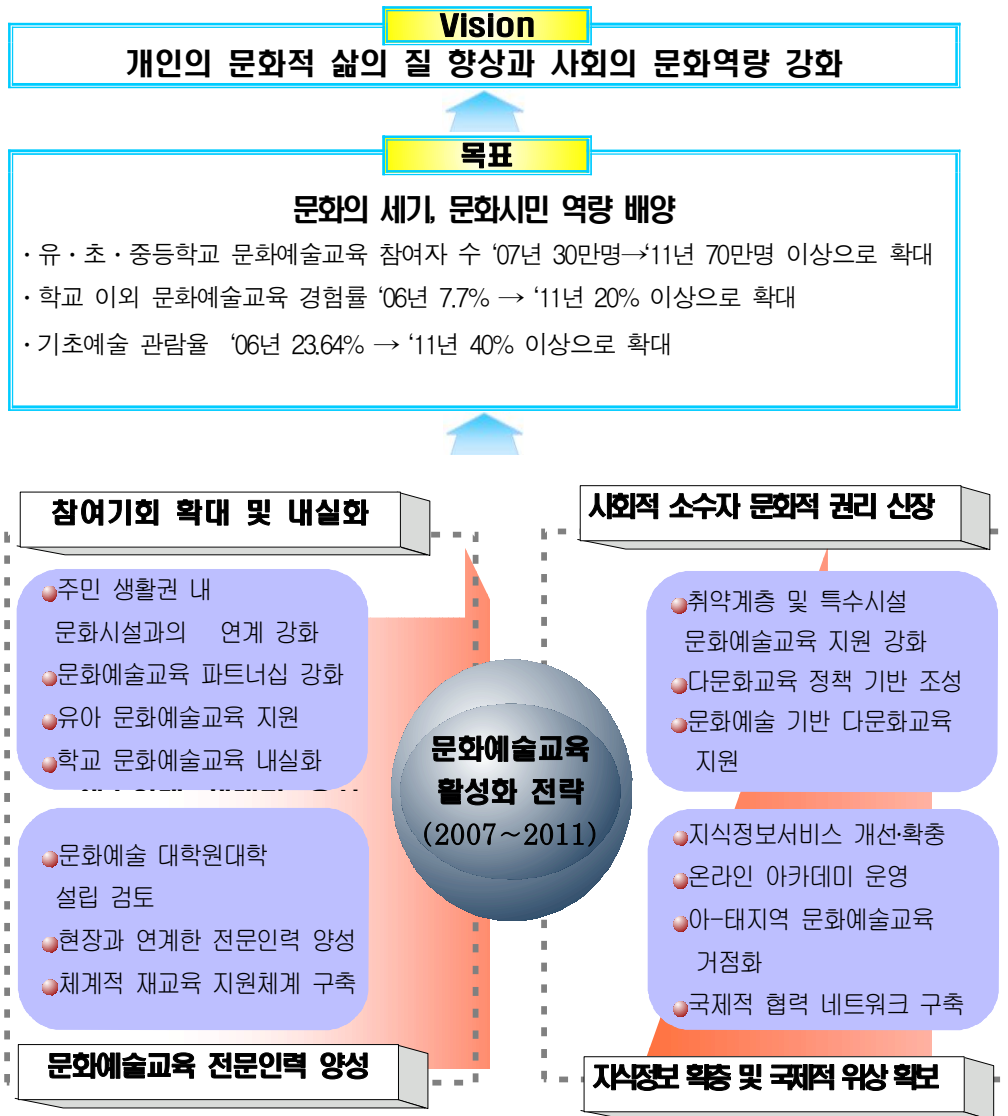 Vision
개인의 문화적 삶의 질 향상과 사회의 문화역량 강화
목표
문화의 세기, 문화시민 역량 배양
· 유 · 초 · 중등학교 문화예술교육 참여자 수 ‘07년 30만명→‘11년 70만명 이상으로 확대
· 학교 이외 문화예술교육 경험률 ‘06년 7.7% → ‘11년 20% 이상으로 확대
· 기초예술 관람율 ‘06년 23.64% → ‘11년 40% 이상으로 확대
참여기회 확대 및 내실화
주민 생활권 내
문화시설과의 연계 강화
문화예술교육 파트너십 강화
유아 문화예술교육 지원
학교 문화예술교육 내실화
사회적 소수자 문화적 권리 신장
취약계층 및 특수시설
문화예술교육 지원 강화
다문화교육 정책 기반 조성
문화예술 기반 다문화교육
지원
문화예술교육
활성화 전략
(2007~2011)
문화예술 대학원대학
설립 검토
현장과 연계한 전문인력 양성
체계적 재교육 지원체계 구축
문화예술교육 전문인력 양성
지식정보서비스 개선·확충
온라인 아카데미 운영
아-태지역 문화예술교육
거점화
국제적 협력 네트워크 구축
지식정보 확충 및 국제적 위상 확보